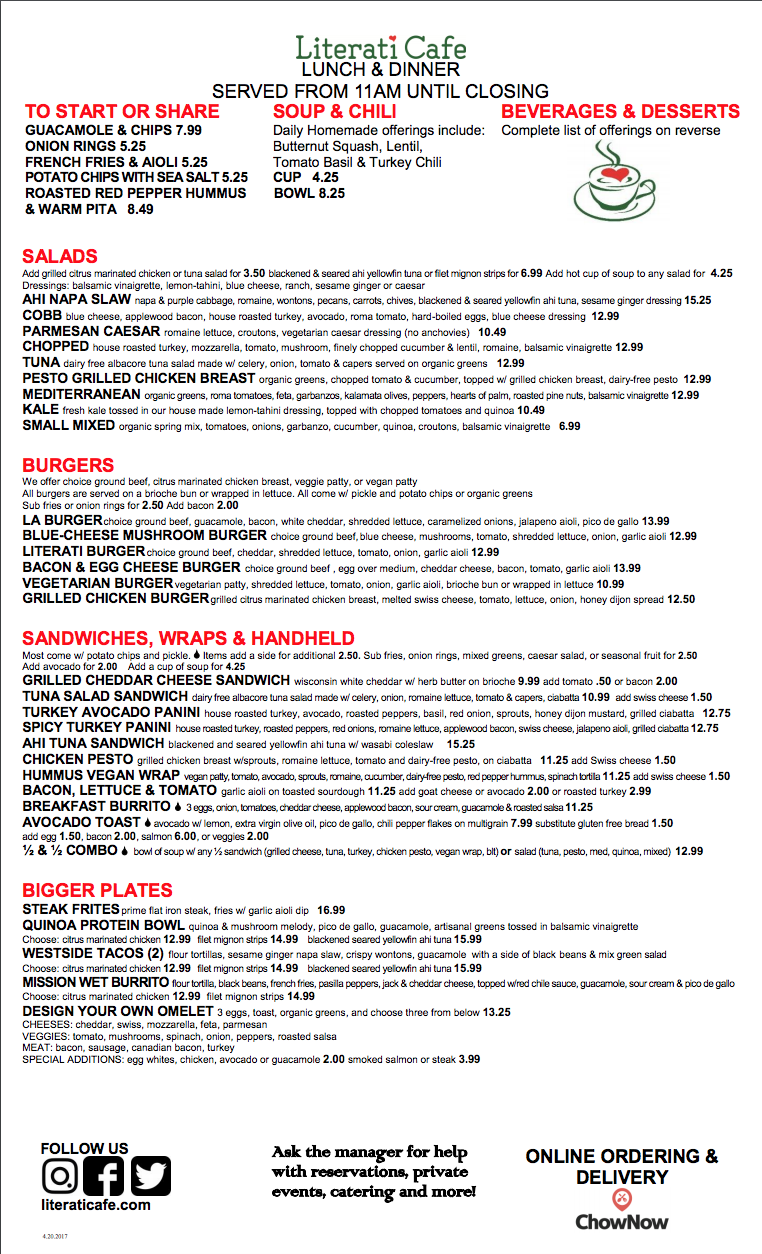 Literati Cafe
LUNCH & DINNER
SERVED FROM 11AM UNTIL CLOSING
TO START OR SHARE
GUACAMOLE & CHIPS 7.99
ONION RINGS 5.25
FRENCH FRIES & AIOLI 5.25
POTATO CHIPS WITH SEA SALT 5.25
ROASTED RED PEPPER HUMMUS
& WARM PITA 8.49
SOUP & CHILI
Daily Homemade offerings include:
Butternut Squash, Lentil,
Tomato Basil & Turkey Chili
CUP 4.25
BOWL 8.25
BEVERAGES & DESSERTS
Complete list of offerings on reverse
SALADS
Add grilled citrus marinated chicken or tuna salad for 3.50 blackened & seared ahi yellowfin tuna or filet mignon strips for 6.99 Add hot cup of soup to any salad for 4.25
Dressings: balsamic vinaigrette, lemon-tahini, blue cheese, ranch, sesame ginger or caesar
AHI NAPA SLAW napa & purple cabbage, romaine, wontons, pecans, carrots, chives, blackened & seared yellowfin ahi tuna, sesame ginger dressing 15.25
COBB blue cheese, applewood bacon, house roasted turkey, avocado, roma tomato, hard-boiled eggs, blue cheese dressing 12.99
PARMESAN CAESAR romaine lettuce, croutons, vegetarian caesar dressing (no anchovies) 10.49
CHOPPED house roasted turkey, mozzarella, tomato, mushroom, finely chopped cucumber & lentil, romaine, balsamic vinaigrette 12.99
TUNA dairy free albacore tuna salad made w/ celery, onion, tomato & capers served on organic greens 12.99
PESTO GRILLED CHICKEN BREAST organic greens, chopped tomato & cucumber, topped w/ grilled chicken breast, dairy-free pesto 12.99
MEDITERRANEAN organic greens, roma tomatoes, feta, garbanzos, kalamata olives, peppers, hearts of palm, roasted pine nuts, balsamic vinaigrette 12.99
KALE fresh kale tossed in our house made lemon-tahini dressing, topped with chopped tomatoes and quinoa 10.49
SMALL MIXED organic spring mix, tomatoes, onions, garbanzo, cucumber, quinoa, croutons, balsamic vinaigrette 6.99
BURGERS
We offer choice ground beef, citrus marinated chicken breast, veggie patty, or vegan patty
All burgers are served on a brioche bun or wrapped in lettuce. All come w/ pickle and potato chips or organic greens
Sub fries or onion rings for 2.50 Add bacon 2.00
LA BURGER choice ground beef, guacamole, bacon, white cheddar, shredded lettuce, caramelized onions, jalapeno aioli, pico de gallo 13.99
BLUE-CHEESE MUSHROOM BURGER choice ground beef, blue cheese, mushrooms, tomato, shredded lettuce, onion, garlic aioli 12.99
LITERATI BURGER choice ground beef, cheddar, shredded lettuce, tomato, onion, garlic aioli 12.99
BACON & EGG CHEESE BURGER choice ground beef , egg over medium, cheddar cheese, bacon, tomato, garlic aioli 13.99
VEGETARIAN BURGER vegetarian patty, shredded lettuce, tomato, onion, garlic aioli, brioche bun or wrapped in lettuce 10.99
GRILLED CHICKEN BURGER grilled citrus marinated chicken breast, melted swiss cheese, tomato, lettuce, onion, honey dijon spread 12.50
SANDWICHES, WRAPS & HANDHELD
Most come w/ potato chips and pickle. Items add a side for additional 2.50. Sub fries, onion rings, mixed greens, caesar salad, or seasonal fruit for 2.50
Add avocado for 2.00 Add a cup of soup for 4.25
GRILLED CHEDDAR CHEESE SANDWICH wisconsin white cheddar w/ herb butter on brioche 9.99 add tomato .50 or bacon 2.00
TUNA SALAD SANDWICH dairy free albacore tuna salad made w/ celery, onion, romaine lettuce, tomato & capers, ciabatta 10.99 add swiss cheese 1.50
TURKEY AVOCADO PANINI house roasted turkey, avocado, roasted peppers, basil, red onion, sprouts, honey dijon mustard, grilled ciabatta 12.75
SPICY TURKEY PANINI house roasted turkey, roasted peppers, red onions, romaine lettuce, applewood bacon, swiss cheese, jalapeno aioli, grilled ciabatta 12.75
AHI TUNA SANDWICH blackened and seared yellowfin ahi tuna w/ wasabi coleslaw 15.25
CHICKEN PESTO grilled chicken breast w/sprouts, romaine lettuce, tomato and dairy-free pesto, on ciabatta 11.25 add Swiss cheese 1.50
HUMMUS VEGAN WRAP vegan patty, tomato, avocado, sprouts, romaine, cucumber, dairy-free pesto, red pepper hummus, spinach tortilla 11.25 add swiss cheese 1.50
BACON, LETTUCE & TOMATO garlic aioli on toasted sourdough 11.25 add goat cheese or avocado 2.00 or roasted turkey 2.99
BREAKFAST BURRITO 3 eggs, onion, tomatoes, cheddar cheese, applewood bacon, sour cream, guacamole & roasted salsa 11.25
AVOCADO TOAST avocado w/ lemon, extra virgin olive oil, pico de gallo, chili pepper flakes on multigrain 7.99 substitute gluten free bread 1.50
add egg 1.50, bacon 2.00, salmon 6.00, or veggies 2.00
½ & ½ COMBO bowl of soup w/ any ½ sandwich (grilled cheese, tuna, turkey, chicken pesto, vegan wrap, blt) or salad (tuna, pesto, med, quinoa, mixed) 12.99
BIGGER PLATES
STEAK FRITES prime flat iron steak, fries w/ garlic aioli dip 16.99
QUINOA PROTEIN BOWL quinoa & mushroom melody, pico de gallo, guacamole, artisanal greens tossed in balsamic vinaigrette
Choose: citrus marinated chicken 12.99 filet mignon strips 14.99 blackened seared yellowfin ahi tuna 15.99
WESTSIDE TACOS (2) flour tortillas, sesame ginger napa slaw, crispy wontons, guacamole with a side of black beans & mix green salad
Choose: citrus marinated chicken 12.99 filet mignon strips 14.99 blackened seared yellowfin ahi tuna 15.99
MISSION WET BURRITO flour tortilla, black beans, french fries, pasilla peppers, jack & cheddar cheese, topped w/red chile sauce, guacamole, sour cream & pico de gallo
Choose: citrus marinated chicken 12.99 filet mignon strips 14.99
DESIGN YOUR OWN OMELET 3 eggs, toast, organic greens, and choose three from below 13.25
CHEESES: cheddar, swiss, mozzarella, feta, parmesan
VEGGIES: tomato, mushrooms, spinach, onion, peppers, roasted salsa
MEAT: bacon, sausage, canadian bacon, turkey
SPECIAL ADDITIONS: egg whites, chicken, avocado or guacamole 2.00 smoked salmon or steak 3.99
FOLLOW US
literaticafe.com
Ask the manager for help
with reservations, private
events, catering and more!
ONLINE ORDERING &
DELIVERY
ChowNow
4.20.2017